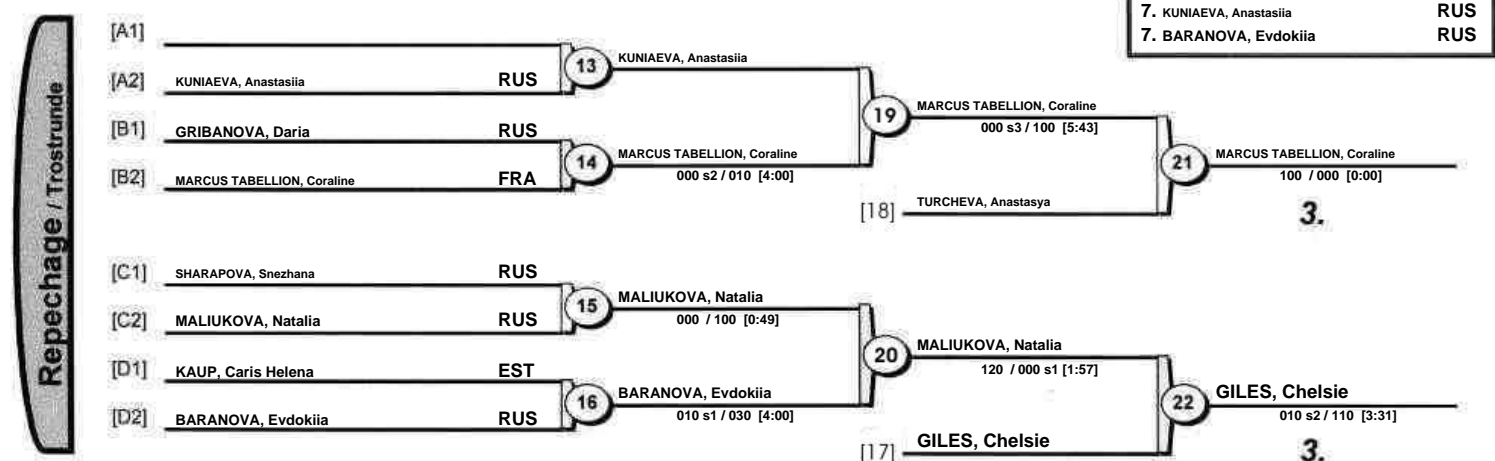 7. KUNIAEVA, Anastasiia RUS
7. BARANOVA, Evdokiia RUS
Repechage / Trostrunde
[A1]
[A2] KUNIAEVA, Anastasiia RUS
13 KUNIAEVA, Anastasiia
[B1] GRIBANOVA, Daria RUS
[B2] MARCUS TABELLION, Coraline FRA
14 MARCUS TABELLION, Coraline
000 s2 / 010 [4:00]
19 MARCUS TABELLION, Coraline
000 s3 / 100 [5:43]
[18] TURCHEVA, Anastasya
21 MARCUS TABELLION, Coraline
100 / 000 [0:00]
3.
[C1] SHARAPOVA, Snezhana RUS
[C2] MALIUKOVA, Natalia RUS
15 MALIUKOVA, Natalia
000 / 100 [0:49]
[D1] KAUP, Caris Helena EST
[D2] BARANOVA, Evdokiia RUS
16 BARANOVA, Evdokiia
010 s1 / 030 [4:00]
20 MALIUKOVA, Natalia
120 / 000 s1 [1:57]
[17] GILES, Chelsie
22 GILES, Chelsie
010 s2 / 110 [3:31]
3.